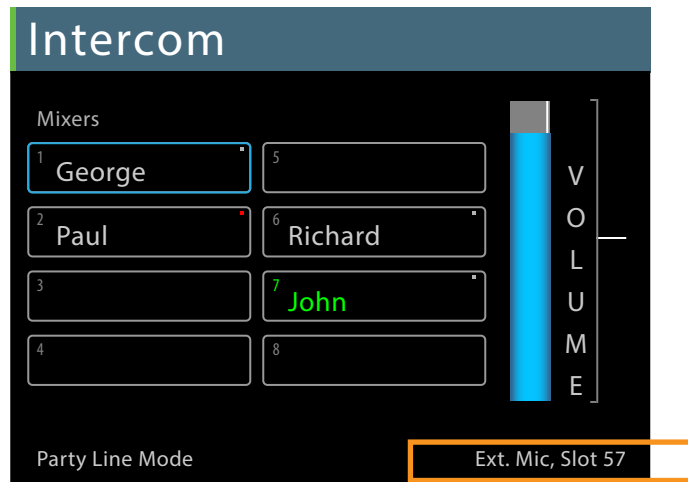 Intercom
Mixers
1 George
5
2 Paul
6 Richard
3
7 John
4
8
VOLUME
Party Line Mode
Ext. Mic, Slot 57